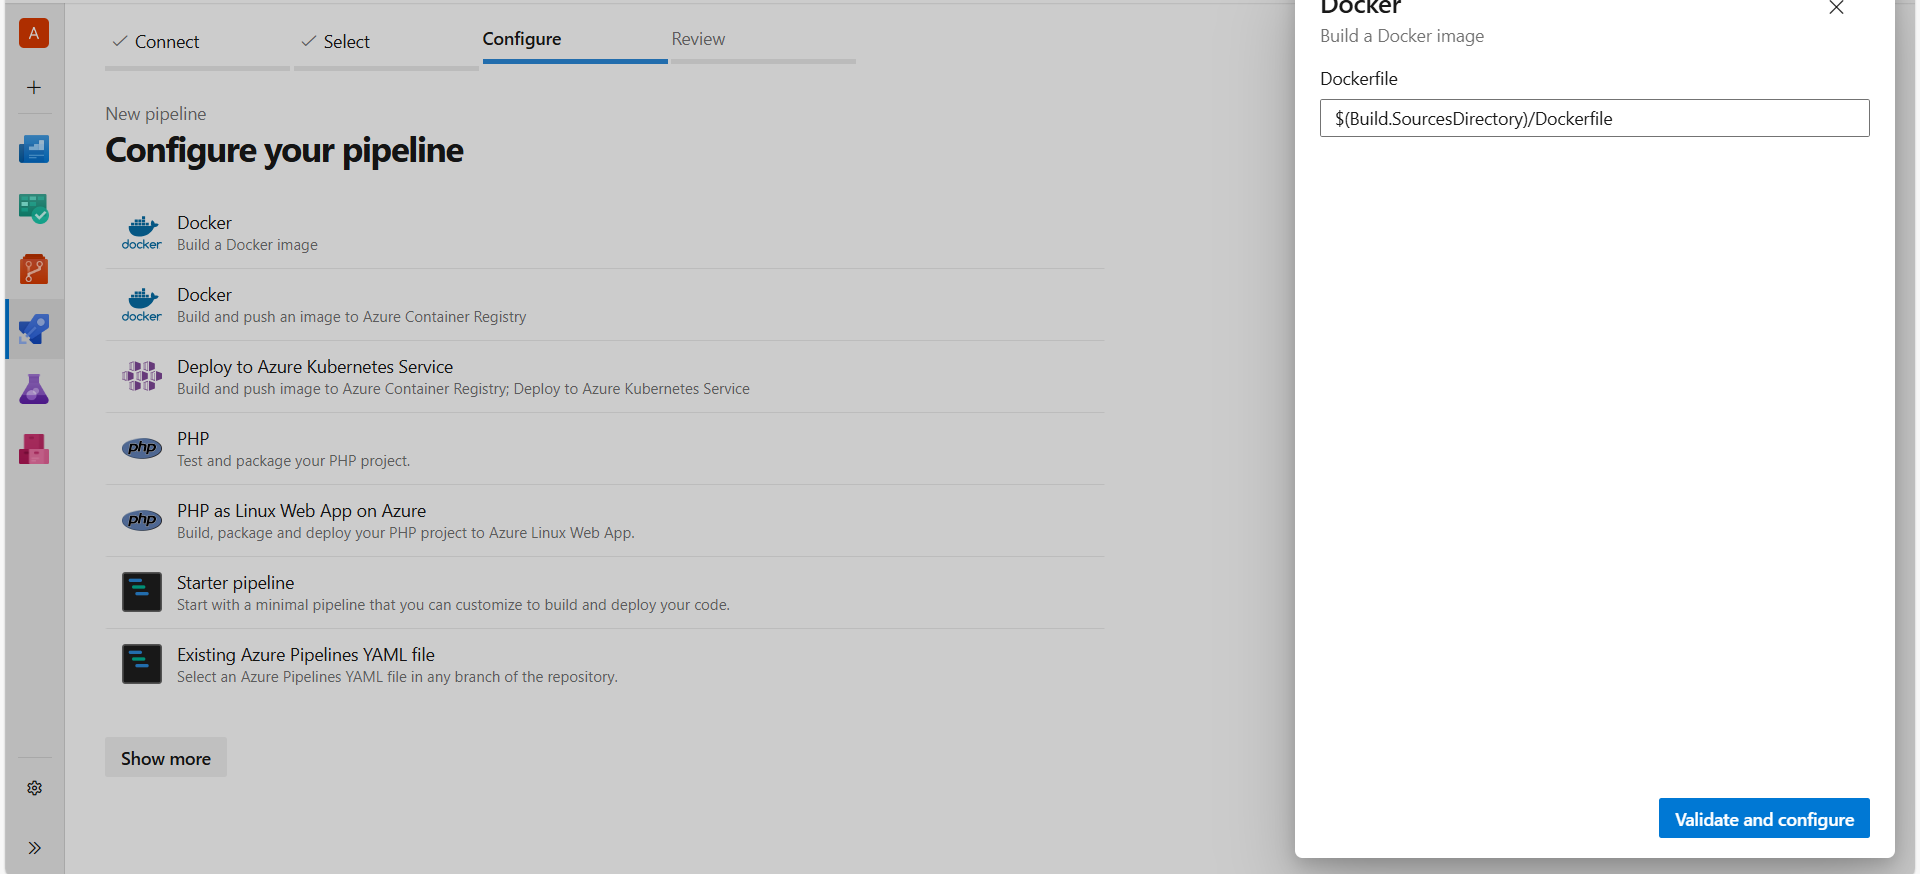 A
Connect
Select
Configure
Review
New pipeline
Configure your pipeline
docker
Docker
Build a Docker image
docker
Docker
Build and push an image to Azure Container Registry
Deploy to Azure Kubernetes Service
Build and push image to Azure Container Registry; Deploy to Azure Kubernetes Service
php
PHP
Test and package your PHP project.
php
PHP as Linux Web App on Azure
Build, package and deploy your PHP project to Azure Linux Web App.
Starter pipeline
Start with a minimal pipeline that you can customize to build and deploy your code.
Existing Azure Pipelines YAML file
Select an Azure Pipelines YAML file in any branch of the repository.
Show more
Docker
Build a Docker image
Dockerfile
$(Build.SourcesDirectory)/Dockerfile
Validate and configure